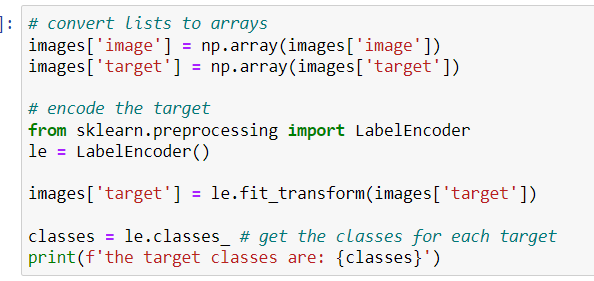 ]: # convert lists to arrays
images['image'] = np.array(images['image'])
images['target'] = np.array(images['target'])
# encode the target
from sklearn.preprocessing import LabelEncoder
le = LabelEncoder()
images['target'] = le.fit_transform(images['target'])
classes = le.classes_ # get the classes for each target
print(f'the target classes are: {classes}')